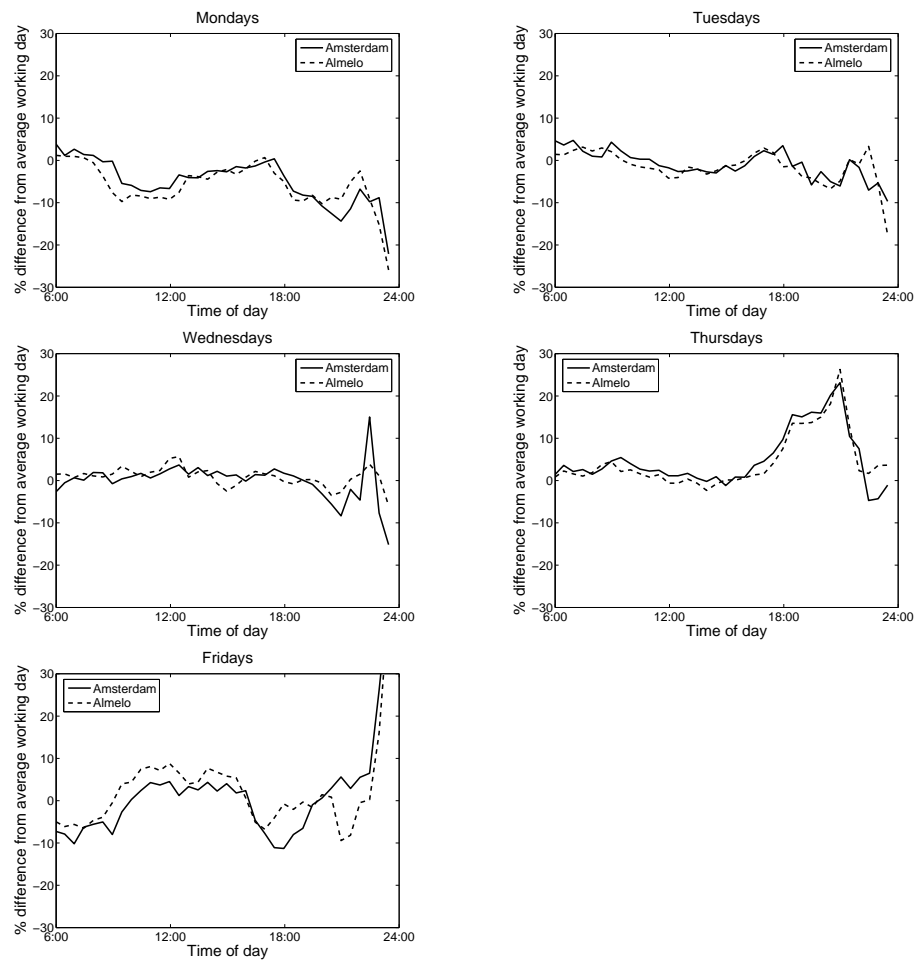 Mondays
% difference from average working day
30
20
10
0
−10
−20
−30
6:00
12:00
18:00
24:00
Time of day
Amsterdam
Almelo
Tuesdays
% difference from average working day
30
20
10
0
−10
−20
−30
6:00
12:00
18:00
24:00
Time of day
Amsterdam
Almelo
Wednesdays
% difference from average working day
30
20
10
0
−10
−20
−30
6:00
12:00
18:00
24:00
Time of day
Amsterdam
Almelo
Thursdays
% difference from average working day
30
20
10
0
−10
−20
−30
6:00
12:00
18:00
24:00
Time of day
Amsterdam
Almelo
Fridays
% difference from average working day
30
20
10
0
−10
−20
−30
6:00
12:00
18:00
24:00
Time of day
Amsterdam
Almelo